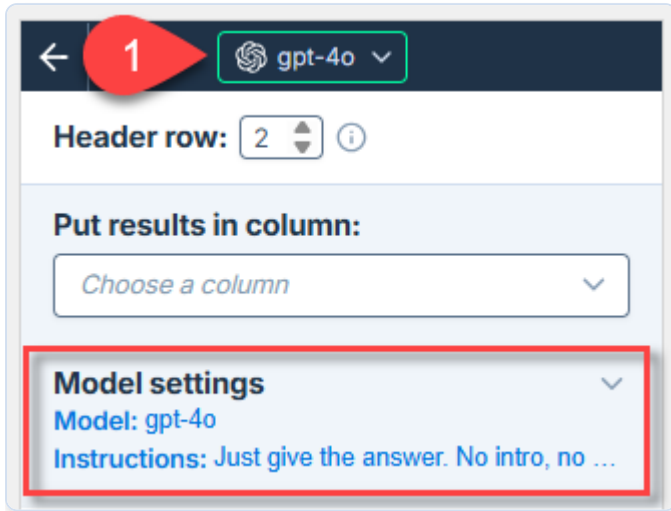 1
gpt-4o
Header row: 2
Put results in column:
Choose a column
Model settings
Model: gpt-4o
Instructions: Just give the answer. No intro, no ...